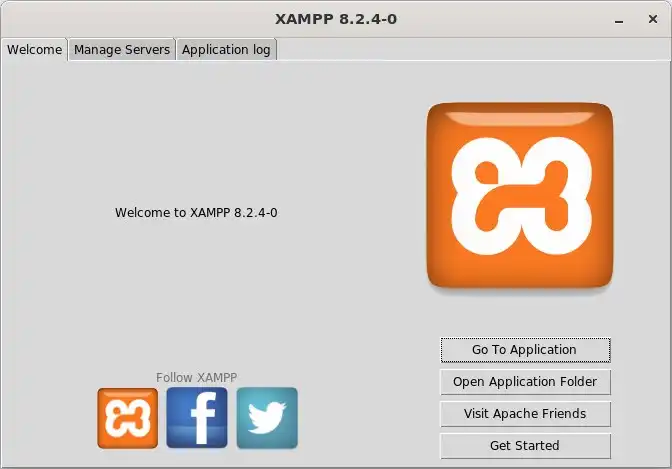 XAMPP 8.2.4-0
Welcome Manage Servers Application log
Welcome to XAMPP 8.2.4-0
Go To Application
Open Application Folder
Visit Apache Friends
Get Started
Follow XAMPP